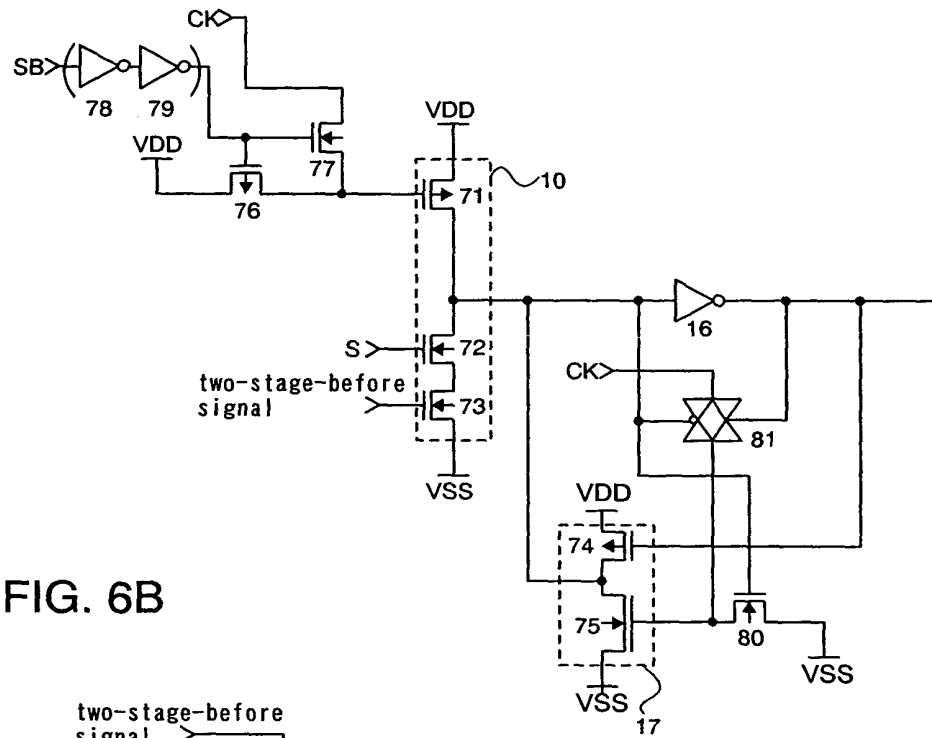 CK
SB
78
79
VDD
VDD
77
10
76
71
S
72
16
CK
two-stage-before
signal
73
81
VSS
VDD
74
FIG. 6B
75
80
VSS
VSS
17
two-stage-before
signal